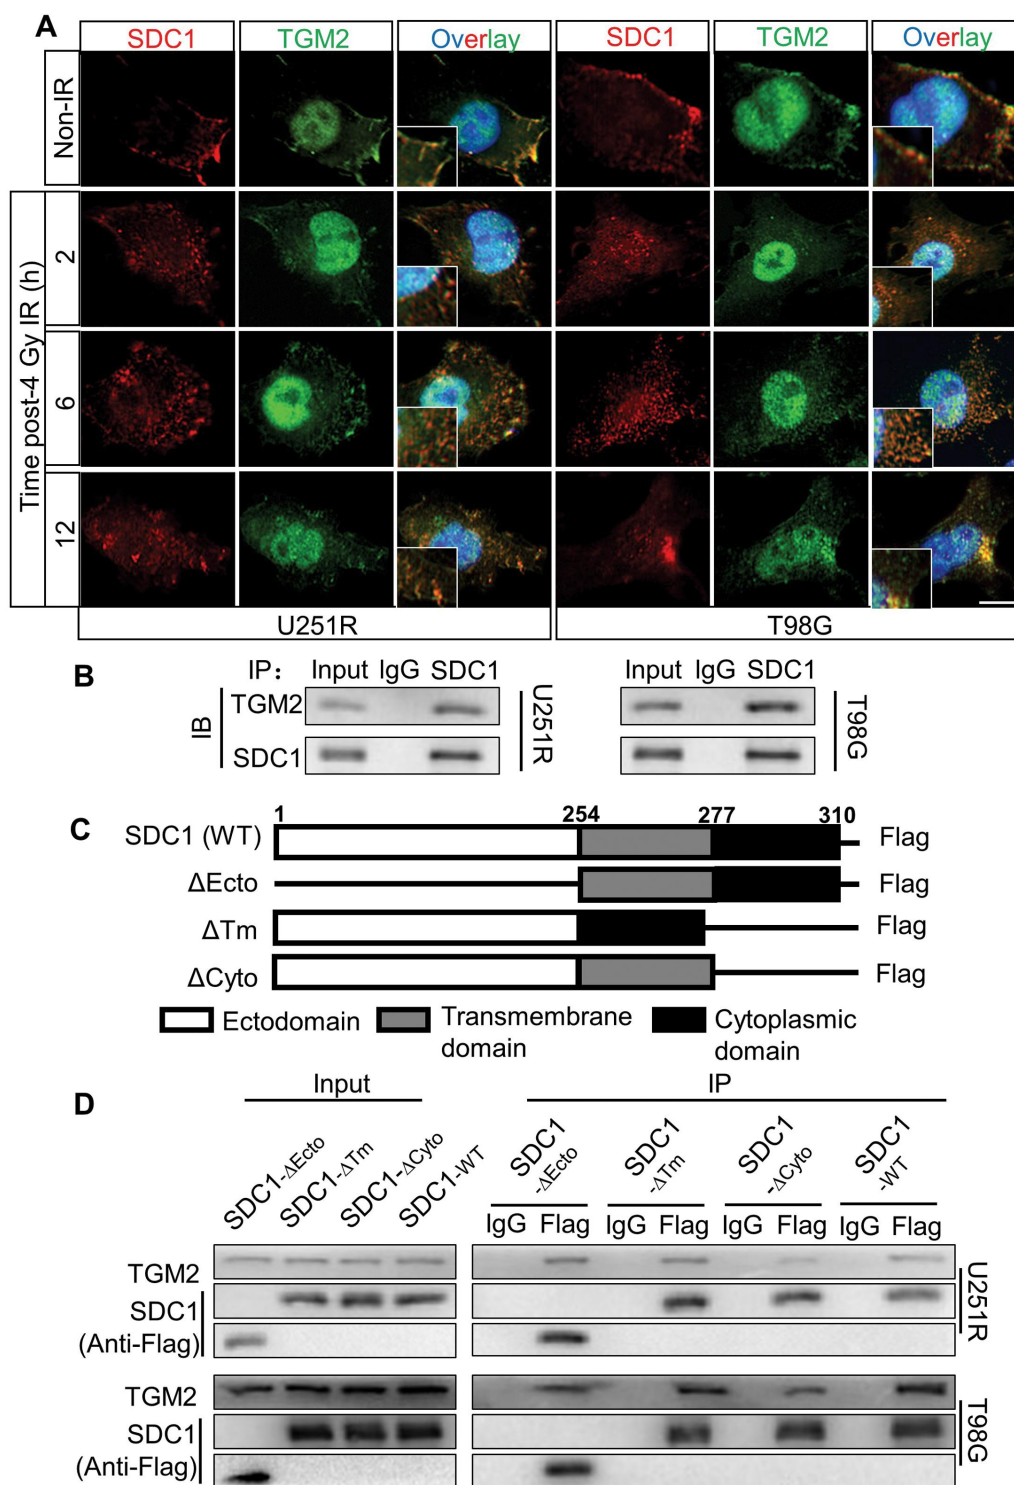 A
SDC1 TGM2 Overlay SDC1 TGM2 Overlay
Non-IR
Time post-4 Gy IR (h)
2
6
12
U251R T98G
B
IP: Input IgG SDC1 Input IgG SDC1
IB
TGM2
SDC1
U251R
T98G
C
1 254 277 310
SDC1 (WT) Flag
ΔEcto Flag
ΔTm Flag
ΔCyto Flag
Ectodomain Transmembrane domain Cytoplasmic domain
D
Input IP
SDC1-ΔEcto SDC1-ΔTm SDC1-ΔCyto SDC1-WT
SDC1 -ΔEcto SDC1 -ΔTm SDC1 -ΔCyto SDC1 -WT
IgG Flag IgG Flag IgG Flag IgG Flag
TGM2
SDC1
(Anti-Flag)
U251R
TGM2
SDC1
(Anti-Flag)
T98G